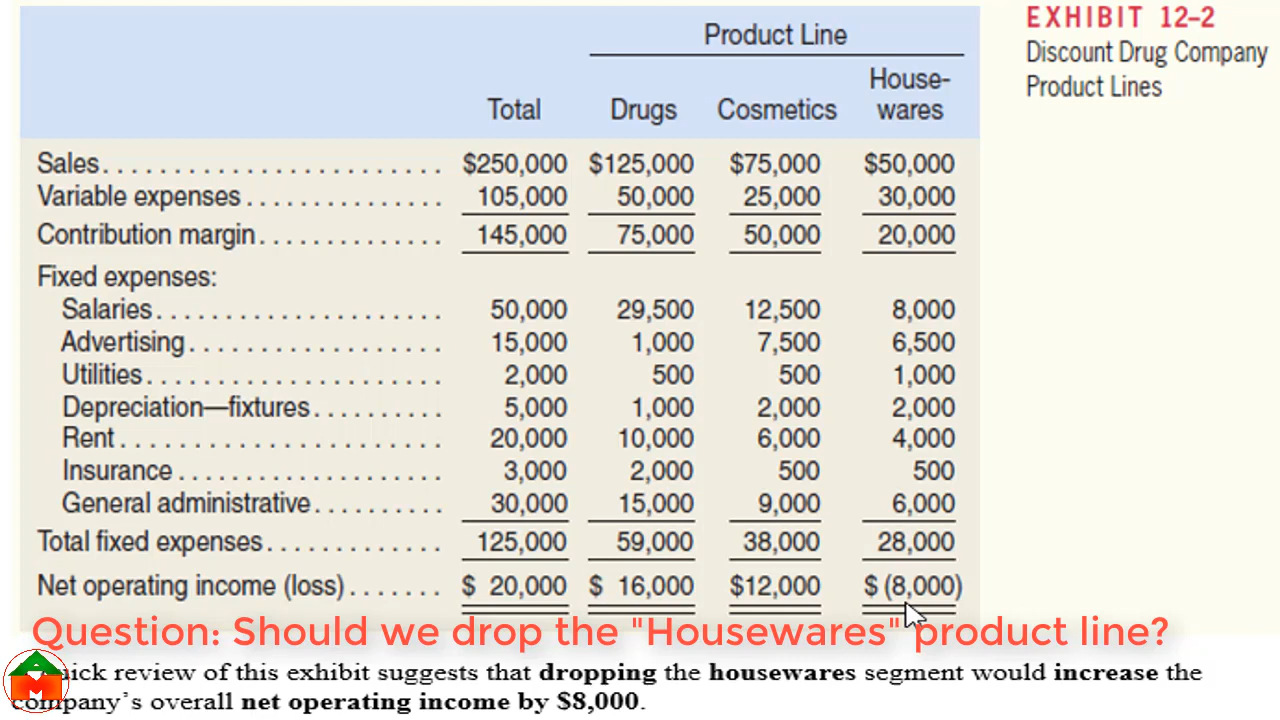 EXHIBIT 12–2
Discount Drug Company
Product Lines
Product Line
House-
Total Drugs Cosmetics wares
Sales........................ $250,000 $125,000 $75,000 $50,000
Variable expenses ............... 105,000 50,000 25,000 30,000
Contribution margin.............. 145,000 75,000 50,000 20,000
Fixed expenses:
Salaries..................... 50,000 29,500 12,500 8,000
Advertising................... 15,000 1,000 7,500 6,500
Utilities...................... 2,000 500 500 1,000
Depreciation—fixtures.......... 5,000 1,000 2,000 2,000
Rent........................ 20,000 10,000 6,000 4,000
Insurance .................... 3,000 2,000 500 500
General administrative.......... 30,000 15,000 9,000 6,000
Total fixed expenses............. 125,000 59,000 38,000 28,000
Net operating income (loss)....... $ 20,000 $ 16,000 $12,000 $ (8,000)
Question: Should we drop the "Housewares" product line?
review of this exhibit suggests that dropping the housewares segment would increase the
company’s overall net operating income by $8,000.